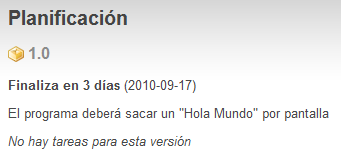 Planificación
1.0
Finaliza en 3 días (2010-09-17)
El programa deberá sacar un "Hola Mundo" por pantalla
No hay tareas para esta versión